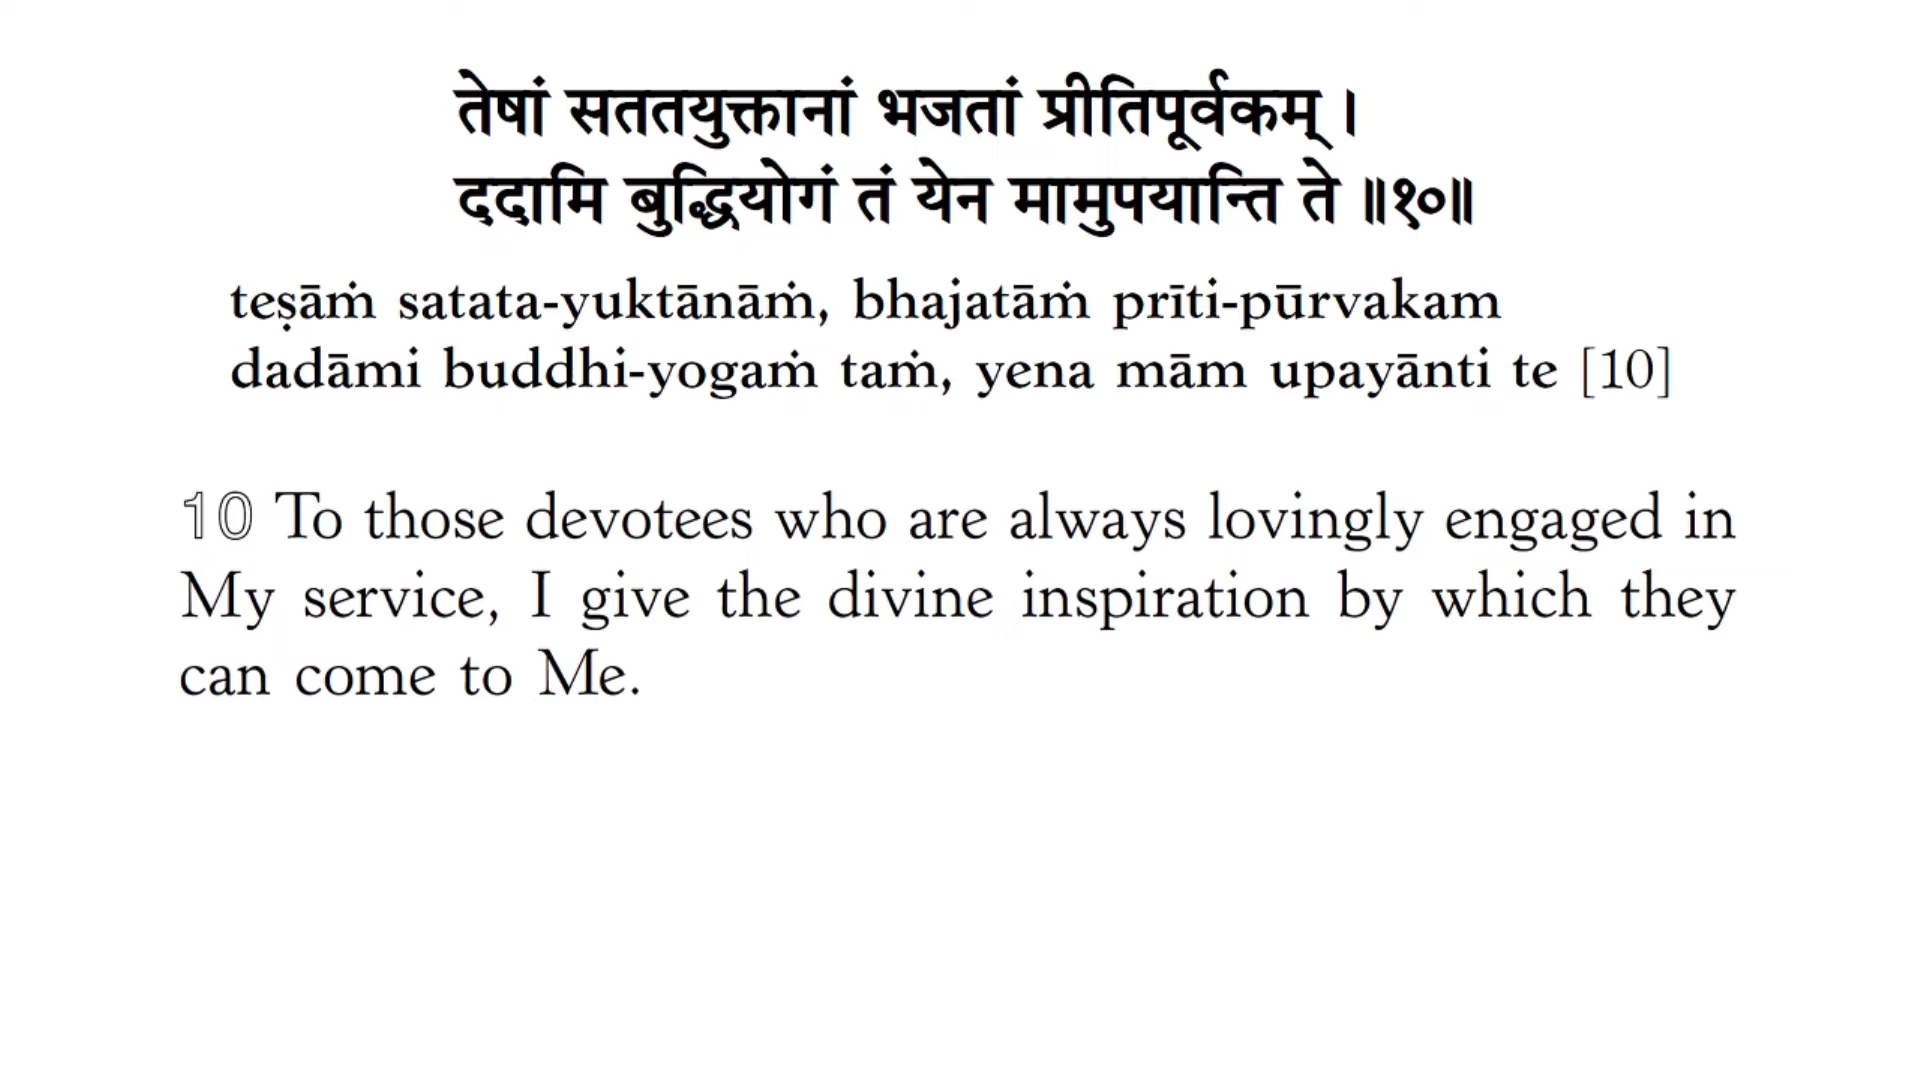 तेषां सततयुक्तानां भजतां प्रीतिपूर्वकम् ।
ददामि बुद्धियोगं तं येन मामुपयान्ति ते ॥१०॥
teṣāṁ satata-yuktānāṁ, bhajatāṁ prīti-pūrvakam
dadāmi buddhi-yogaṁ taṁ, yena mām upayānti te [10]
10 To those devotees who are always lovingly engaged in
My service, I give the divine inspiration by which they
can come to Me.